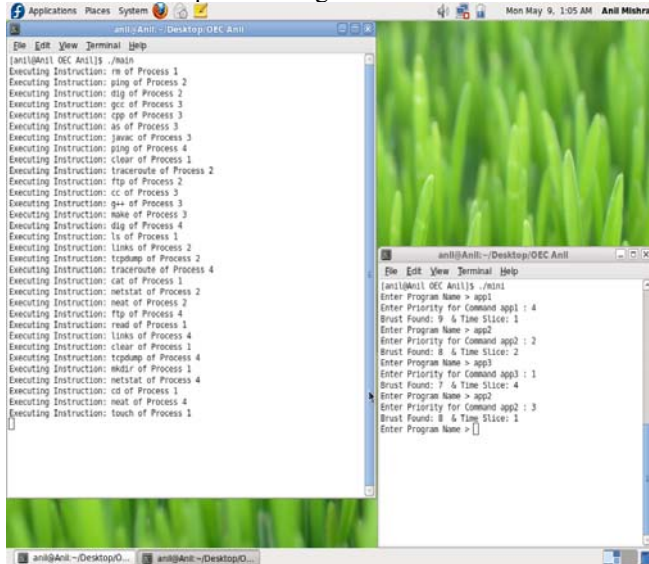 Applications Places System Mon May 9, 1:05 AM Anil Mishra
anil@Anil:~/Desktop/OEC Anil
File Edit View Terminal Help
[anil@Anil OEC Anil]$ ./main
Executing Instruction: rm of Process 1
Executing Instruction: ping of Process 2
Executing Instruction: dig of Process 2
Executing Instruction: gcc of Process 3
Executing Instruction: cpp of Process 3
Executing Instruction: as of Process 3
Executing Instruction: javac of Process 3
Executing Instruction: ping of Process 4
Executing Instruction: clear of Process 1
Executing Instruction: traceroute of Process 2
Executing Instruction: ftp of Process 2
Executing Instruction: cc of Process 3
Executing Instruction: g++ of Process 3
Executing Instruction: make of Process 3
Executing Instruction: dig of Process 4
Executing Instruction: ls of Process 1
Executing Instruction: links of Process 2
Executing Instruction: tcpdump of Process 2
Executing Instruction: traceroute of Process 4
Executing Instruction: cat of Process 1
Executing Instruction: netstat of Process 2
Executing Instruction: neat of Process 2
Executing Instruction: ftp of Process 4
Executing Instruction: read of Process 1
Executing Instruction: links of Process 4
Executing Instruction: clear of Process 1
Executing Instruction: tcpdump of Process 4
Executing Instruction: mkdir of Process 1
Executing Instruction: netstat of Process 4
Executing Instruction: cd of Process 1
Executing Instruction: neat of Process 4
Executing Instruction: touch of Process 1
anil@Anil:~/Desktop/OEC Anil
File Edit View Terminal Help
[anil@Anil OEC Anil]$ ./mini
Enter Program Name > app1
Enter Priority for Command app1 : 4
Brust Found: 9 & Time Slice: 1
Enter Program Name > app2
Enter Priority for Command app2 : 2
Brust Found: 8 & Time Slice: 2
Enter Program Name > app3
Enter Priority for Command app3 : 1
Brust Found: 7 & Time Slice: 4
Enter Program Name > app2
Enter Priority for Command app2 : 3
Brust Found: 8 & Time Slice: 1
Enter Program Name >
anil@Anil:~/Desktop/O... anil@Anil:~/Desktop/O...